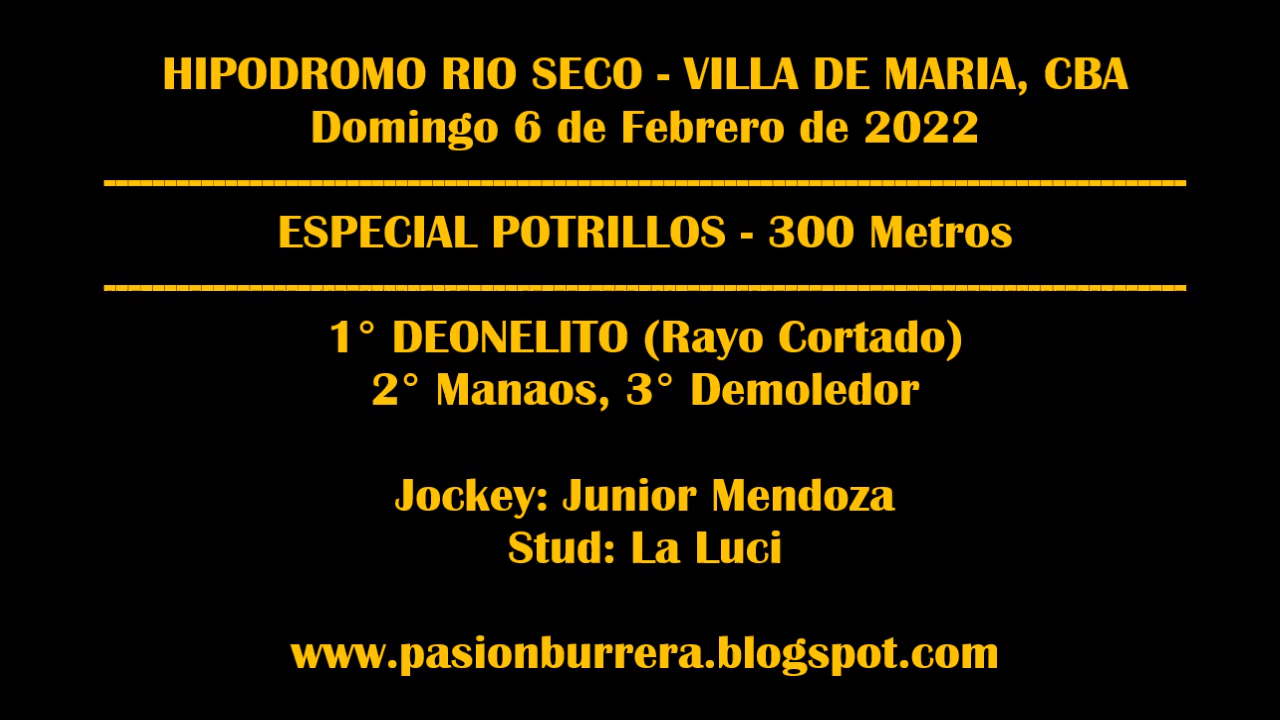 HIPODROMO RIO SECO - VILLA DE MARIA, CBA
Domingo 6 de Febrero de 2022
ESPECIAL POTRILLOS - 300 Metros
1° DEONELITO (Rayo Cortado)
2° Manaos, 3° Demoledor
Jockey: Junior Mendoza
Stud: La Luci
www.pasionburrera.blogspot.com